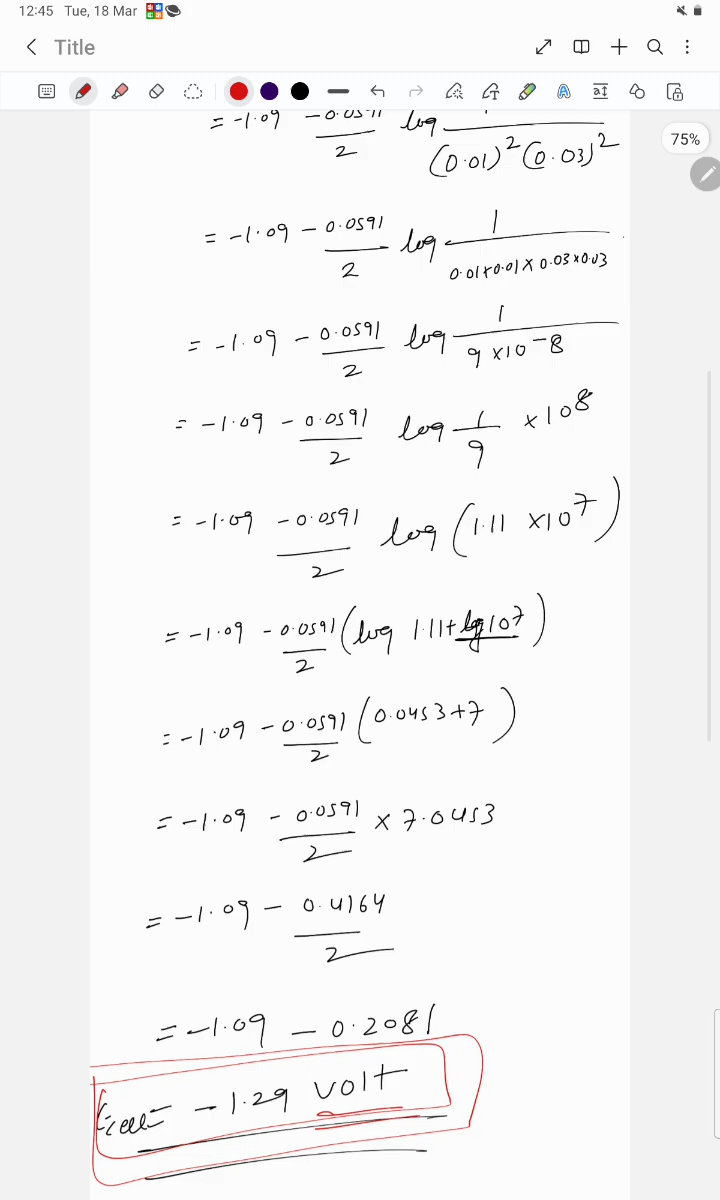 12:45 Tue, 18 Mar
Title
75%
= -1.09 - 0.0591/2 log 1/(0.01)² (0.03)²
= -1.09 - 0.0591/2 log 1/0.01×0.01×0.03×0.03
= -1.09 - 0.0591/2 log 1/9×10⁻⁸
= -1.09 - 0.0591/2 log 1/9 ×10⁸
= -1.09 - 0.0591/2 log (1.11 ×10⁷)
= -1.09 - 0.0591/2 (log 1.11 + log 10⁷)
= -1.09 - 0.0591/2 (0.0453+7)
= -1.09 - 0.0591/2 × 7.0453
= -1.09 - 0.4164/2
= -1.09 - 0.2081
Ecell = -1.29 volt